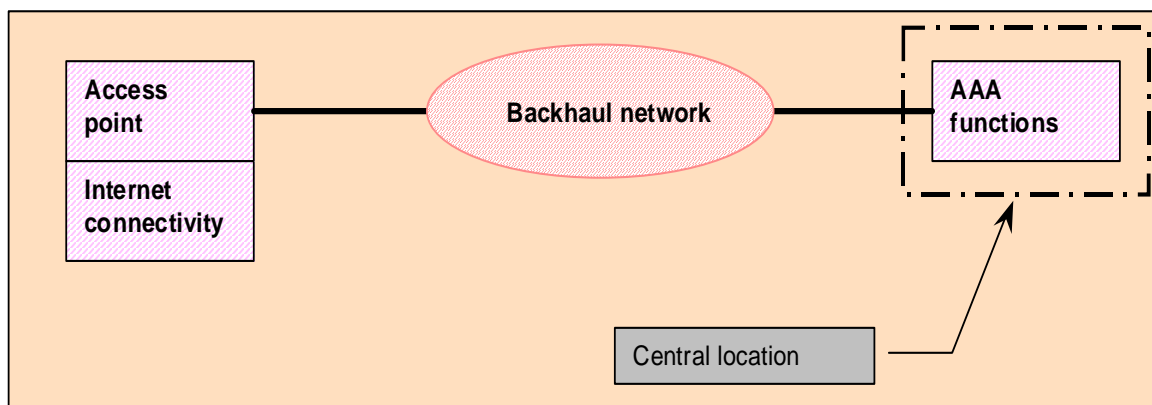 Access
point
Internet
connectivity
Backhaul network
AAA
functions
Central location